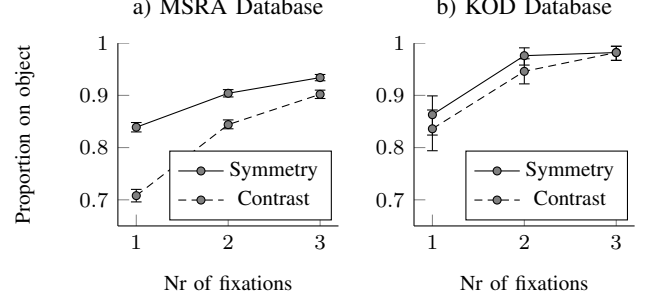 a) MSRA Database
b) KOD Database
Proportion on object
1
0.9
0.8
0.7
1
2
3
Symmetry
Contrast
Nr of fixations
1
0.9
0.8
0.7
1
2
3
Symmetry
Contrast
Nr of fixations